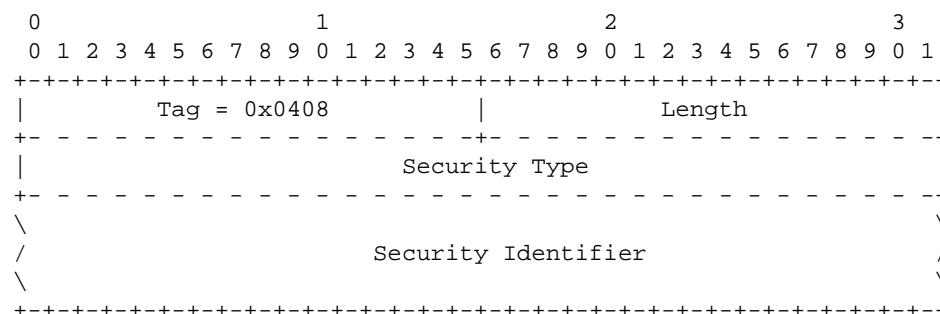 0                   1                   2                   3
 0 1 2 3 4 5 6 7 8 9 0 1 2 3 4 5 6 7 8 9 0 1 2 3 4 5 6 7 8 9 0 1
+-+-+-+-+-+-+-+-+-+-+-+-+-+-+-+-+-+-+-+-+-+-+-+-+-+-+-+-+-+-+-+--
|         Tag = 0x0408          |            Length
+- - - - - - - - - - - - - - - -+- - - - - - - - - - - - - - - --
|                          Security Type
+- - - - - - - - - - - - - - - - - - - - - - - - - - - - - - - --
\                                                               \
/                        Security Identifier                    /
\                                                               \
+-+-+-+-+-+-+-+-+-+-+-+-+-+-+-+-+-+-+-+-+-+-+-+-+-+-+-+-+-+-+-+--